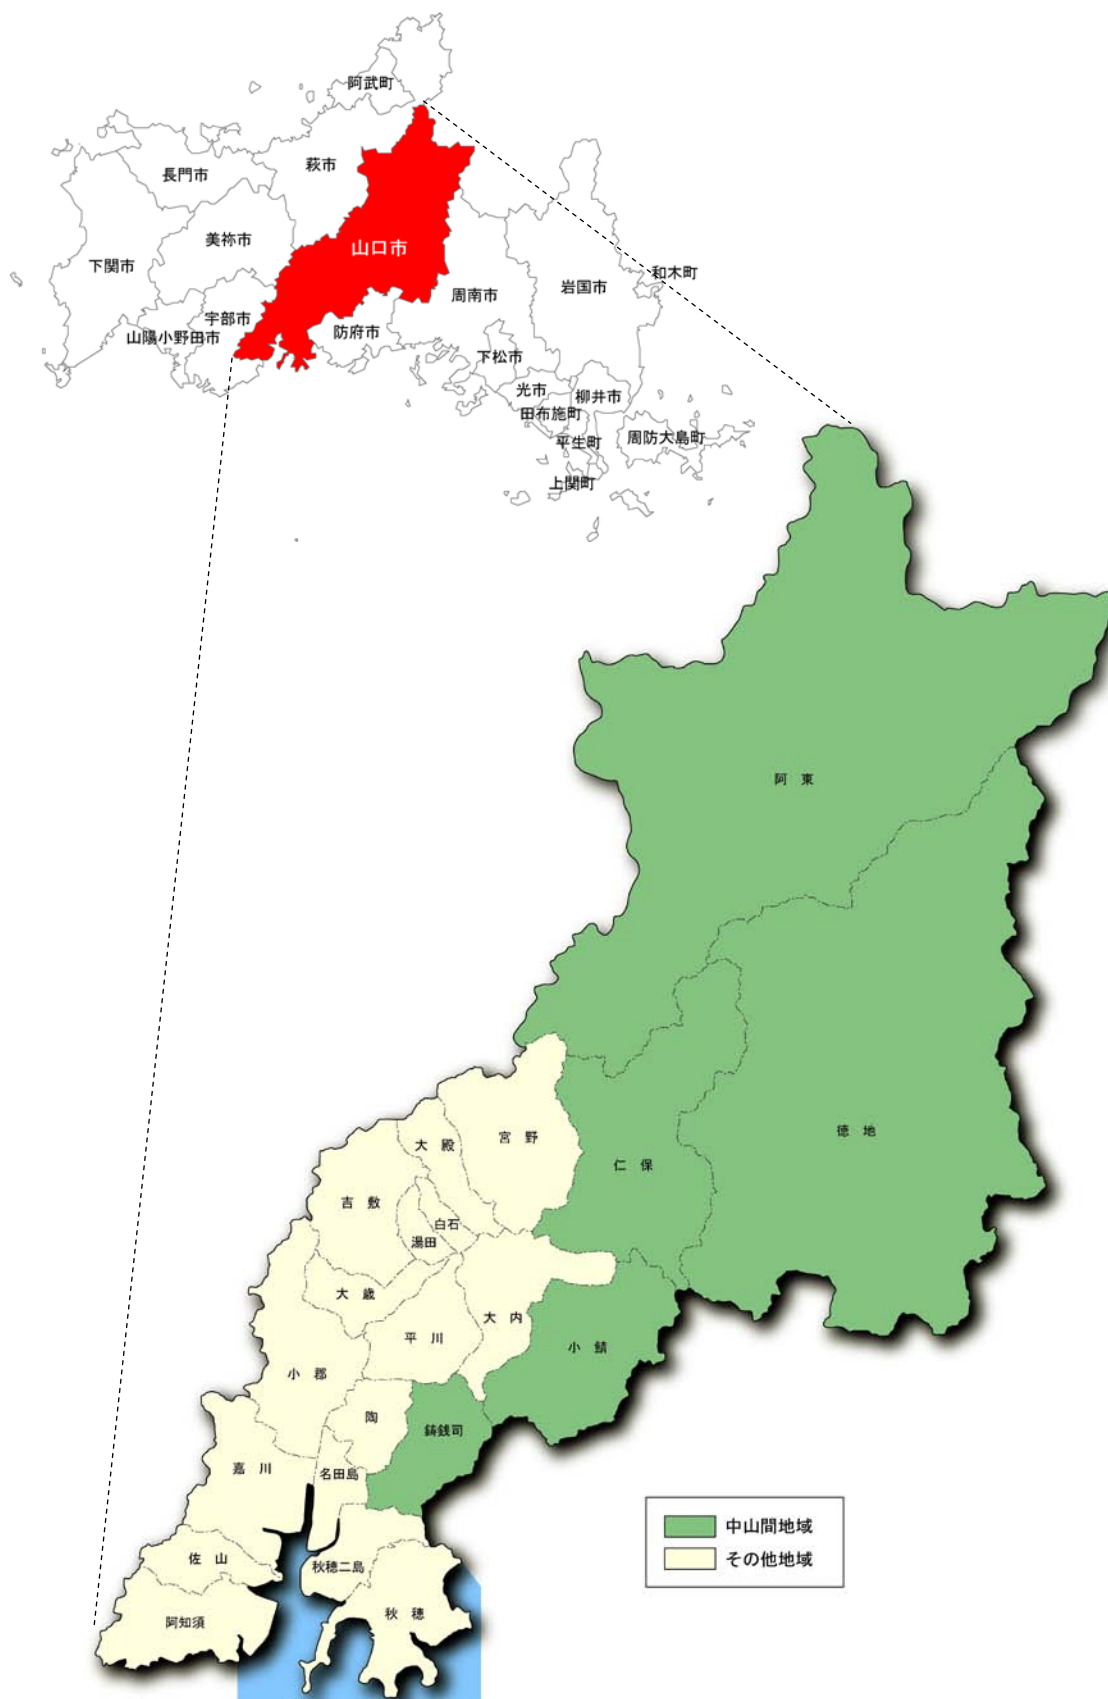 阿武町
萩市
長門市
山口市
美祢市
下関市
和木町
岩国市
周南市
宇部市
防府市
山陽小野田市
下松市
光市
柳井市
田布施町
周防大島町
平生町
上関町
阿 東
徳 地
宮 野
大 殿
仁 保
吉 敷
白石
湯田
大 歳
大 内
平 川
小 鯖
小 郡
陶
鋳銭司
嘉 川
名田島
中山間地域
その他地域
佐 山
秋穂二島
秋 穂
阿知須